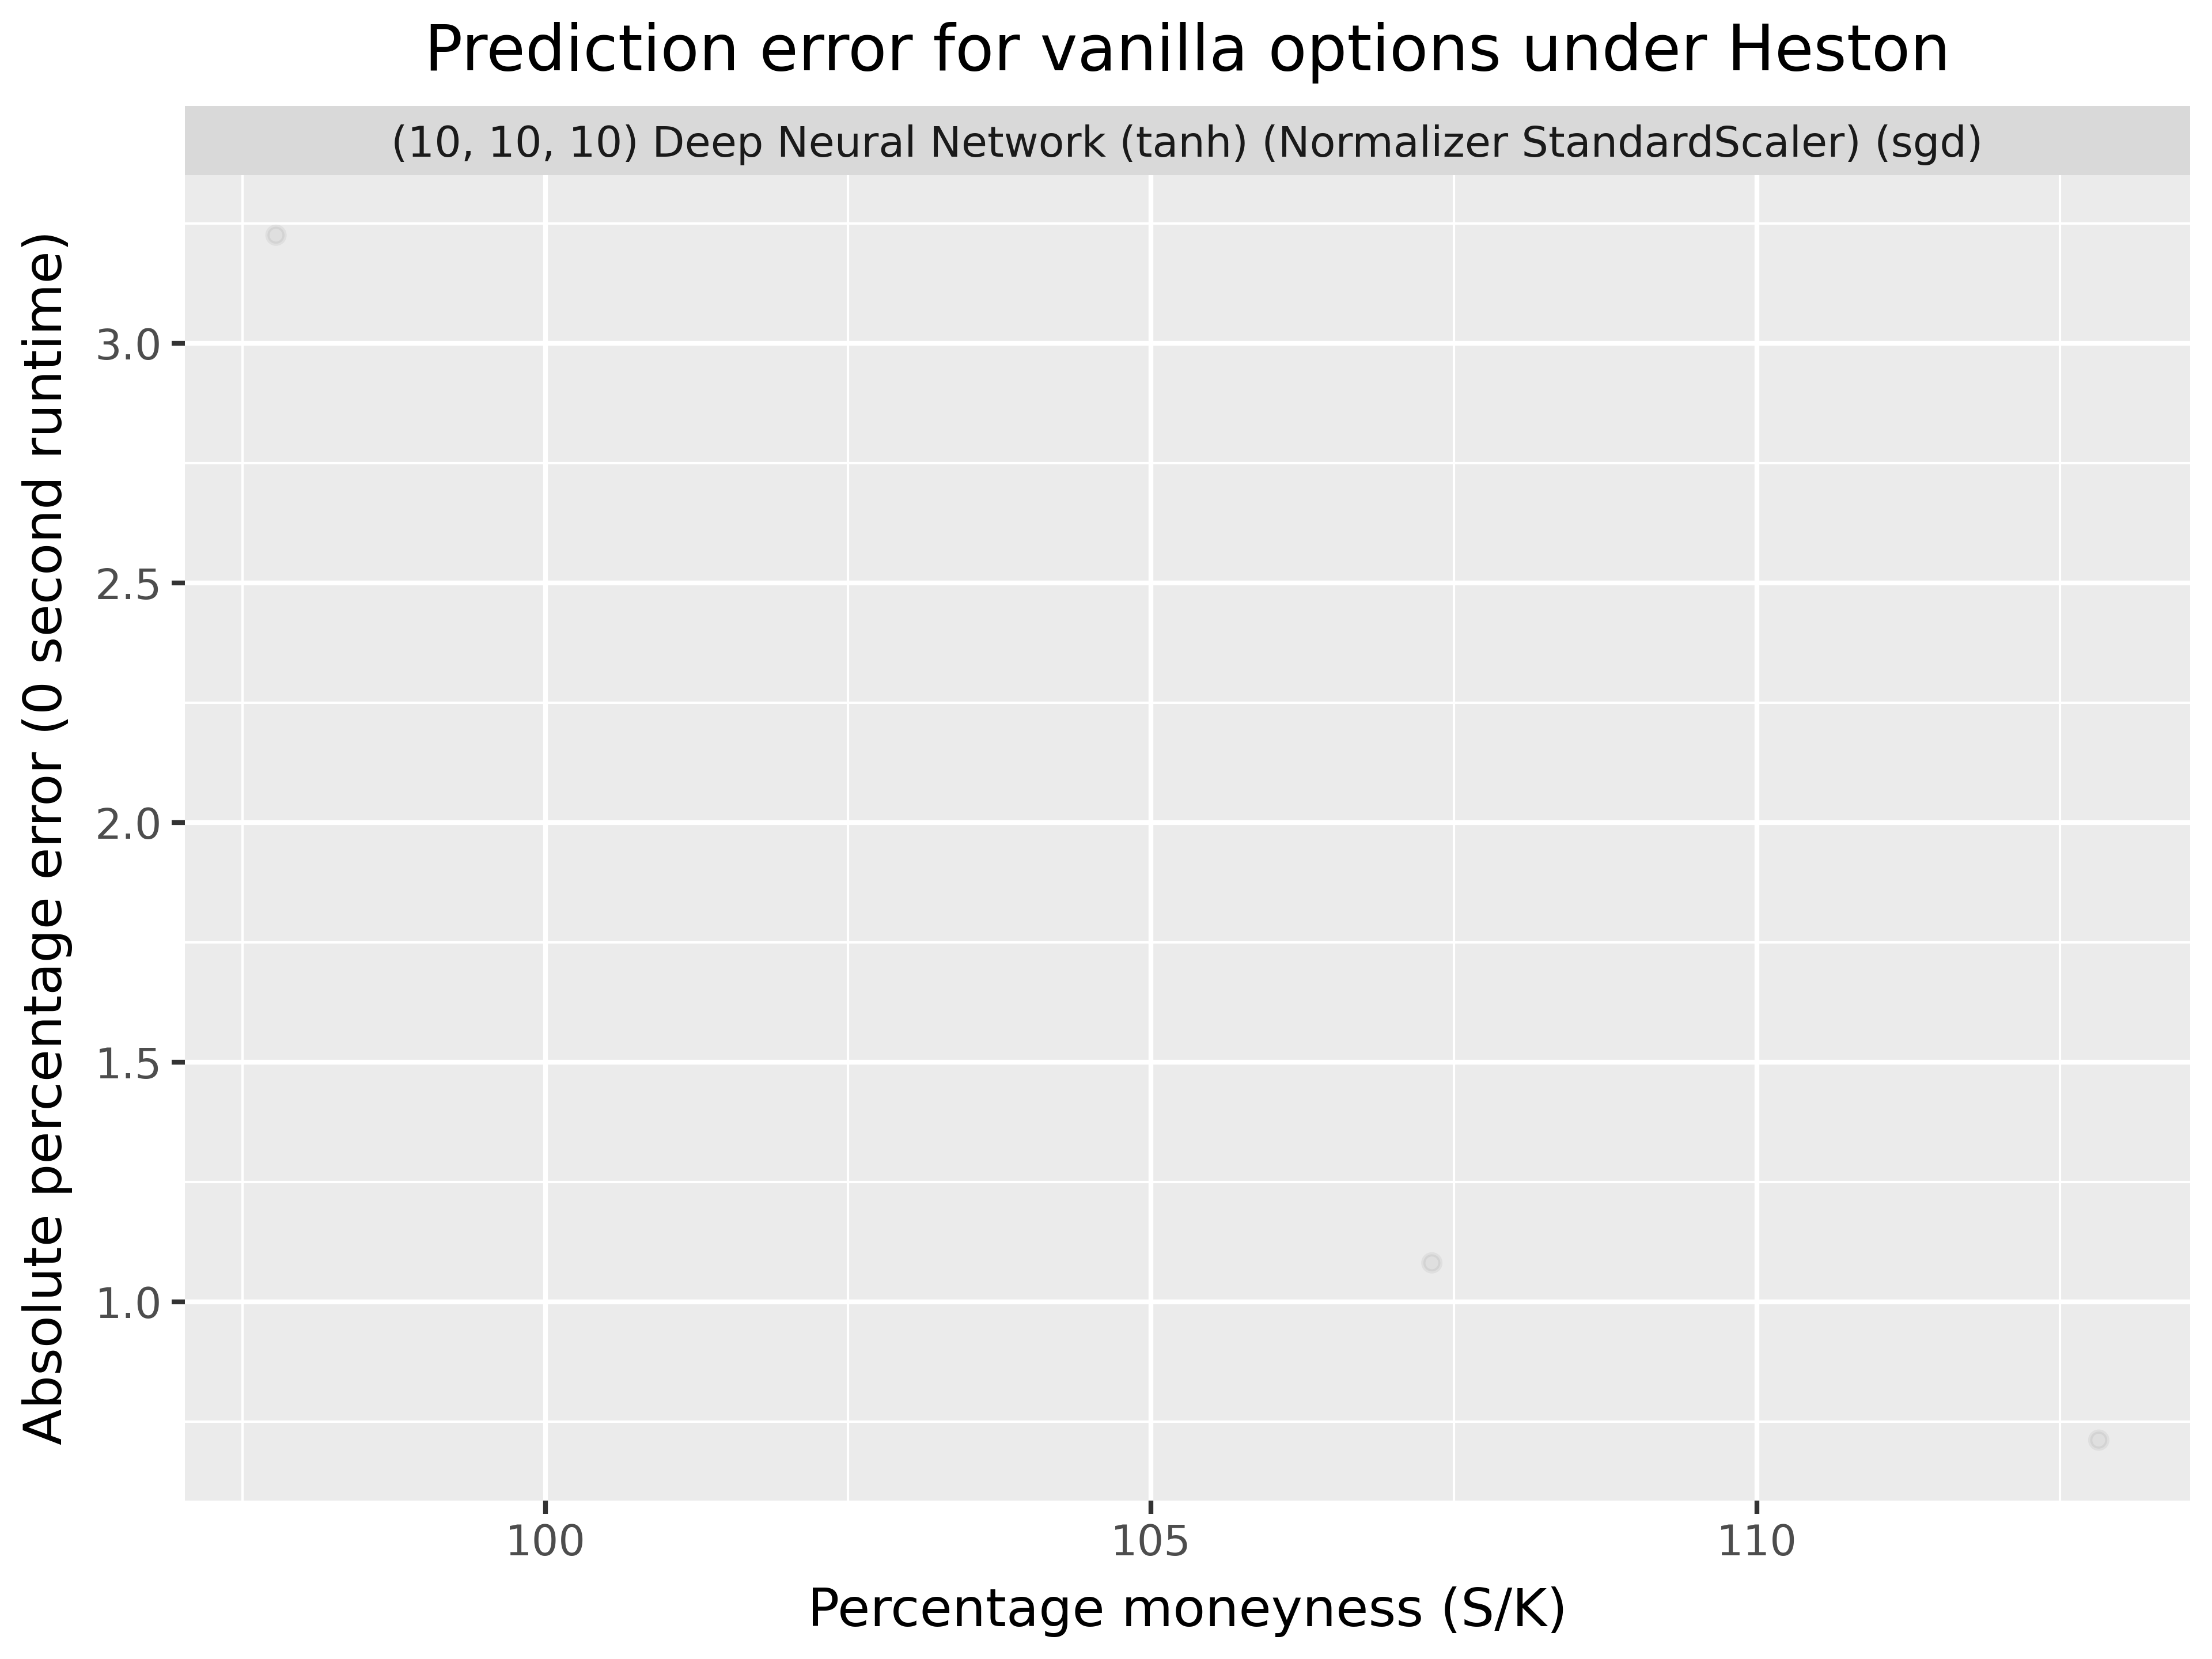 Prediction error for vanilla options under Heston
(10, 10, 10) Deep Neural Network (tanh) (Normalizer StandardScaler) (sgd)
Absolute percentage error (0 second runtime)
3.0
2.5
2.0
1.5
1.0
100
105
110
Percentage moneyness (S/K)